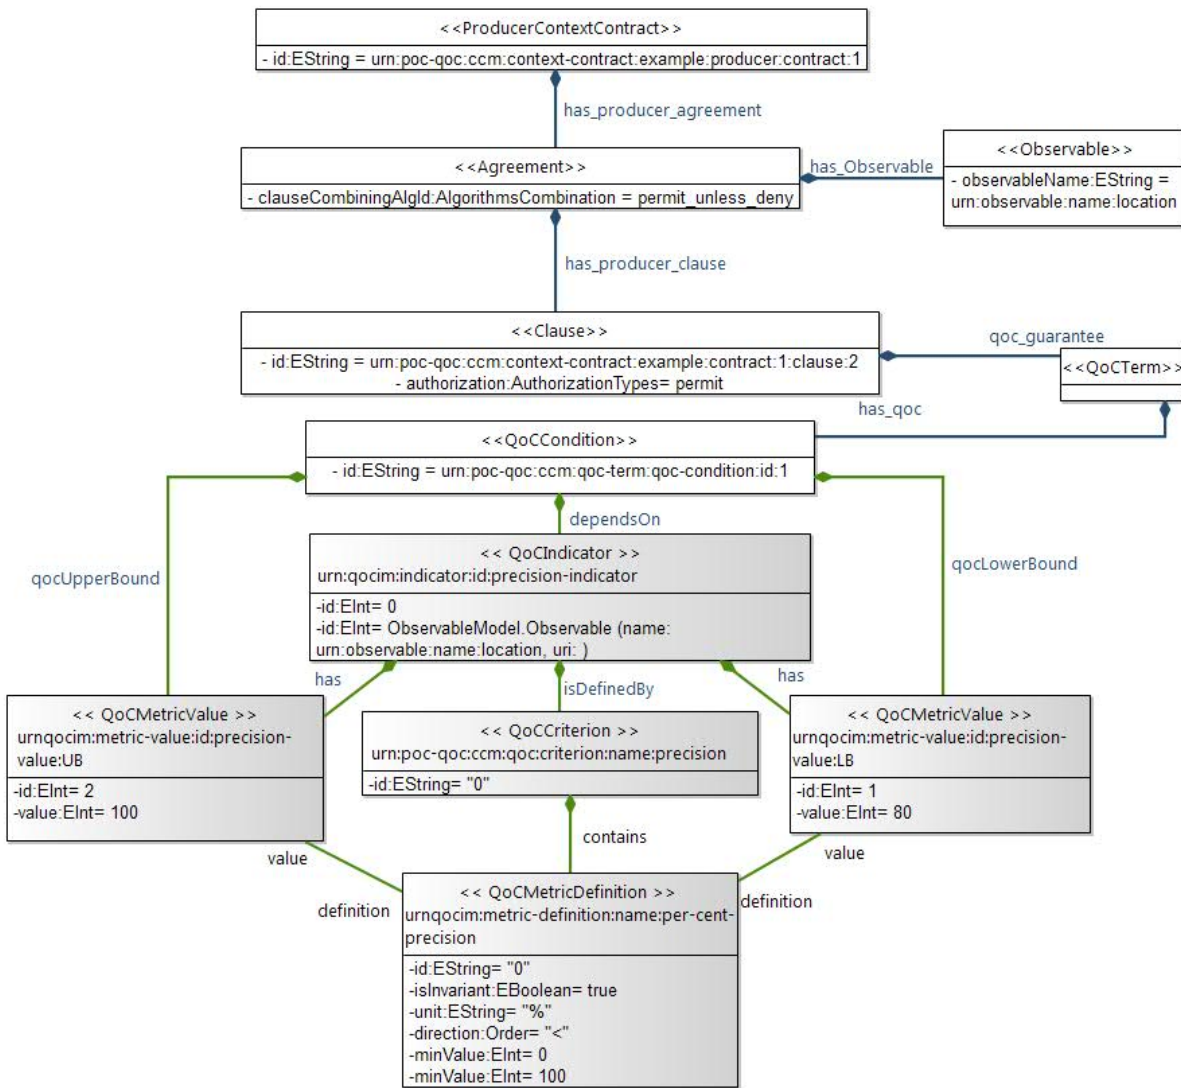 <<ProducerContextContract>>
- id:EString = urn:poc-qoc:ccm:context-contract:example:producer:contract:1
has_producer_agreement
<<Agreement>>
- clauseCombiningAlgId:AlgorithmsCombination = permit_unless_deny
has_Observable
<<Observable>>
- observableName:EString =
urn:observable:name:location
has_producer_clause
<<Clause>>
- id:EString = urn:poc-qoc:ccm:context-contract:example:contract:1:clause:2
- authorization:AuthorizationTypes= permit
qoc_guarantee
<<QoCTerm>>
has_qoc
<<QoCCondition>>
- id:EString = urn:poc-qoc:ccm:qoc-term:qoc-condition:id:1
dependsOn
qocUpperBound
qocLowerBound
<< QoCIndicator >>
urn:qocim:indicator:id:precision-indicator
-id:EInt= 0
-id:EInt= ObservableModel.Observable (name:
urn:observable:name:location, uri: )
has
isDefinedBy
has
<< QoCMetricValue >>
urnqocim:metric-value:id:precision-
value:UB
-id:EInt= 2
-value:EInt= 100
<< QoCCriterion >>
urn:poc-qoc:ccm:qoc:criterion:name:precision
-id:EString= "0"
<< QoCMetricValue >>
urnqocim:metric-value:id:precision-
value:LB
-id:EInt= 1
-value:EInt= 80
value
contains
value
definition
definition
<< QoCMetricDefinition >>
urnqocim:metric-definition:name:per-cent-
precision
-id:EString= "0"
-isInvariant:EBoolean= true
-unit:EString= "%"
-direction:Order= "<"
-minValue:EInt= 0
-minValue:EInt= 100